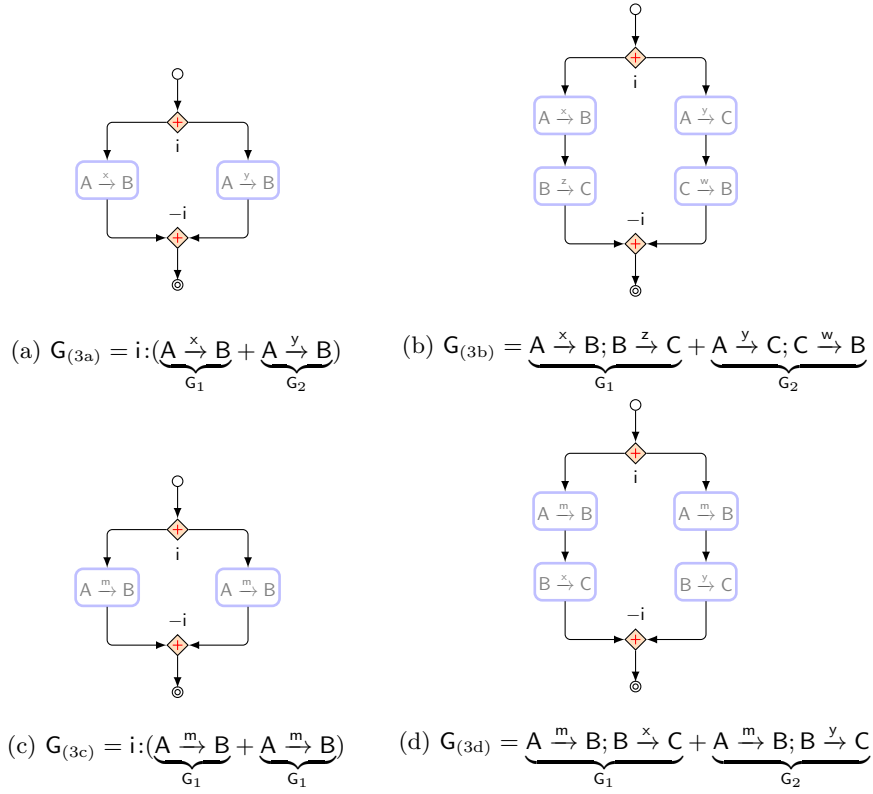 +
i
A x→ B
A y→ B
−i
+
(a) G(3a) = i:(A x→ B + A y→ B)
G1 G2
+
i
A x→ B
A y→ C
B z→ C
C w→ B
−i
+
(b) G(3b) = A x→ B; B z→ C + A y→ C; C w→ B
G1 G2
+
i
A m→ B
A m→ B
−i
+
(c) G(3c) = i:(A m→ B + A m→ B)
G1 G1
+
i
A m→ B
A m→ B
B x→ C
B y→ C
−i
+
(d) G(3d) = A m→ B; B x→ C + A m→ B; B y→ C
G1 G2